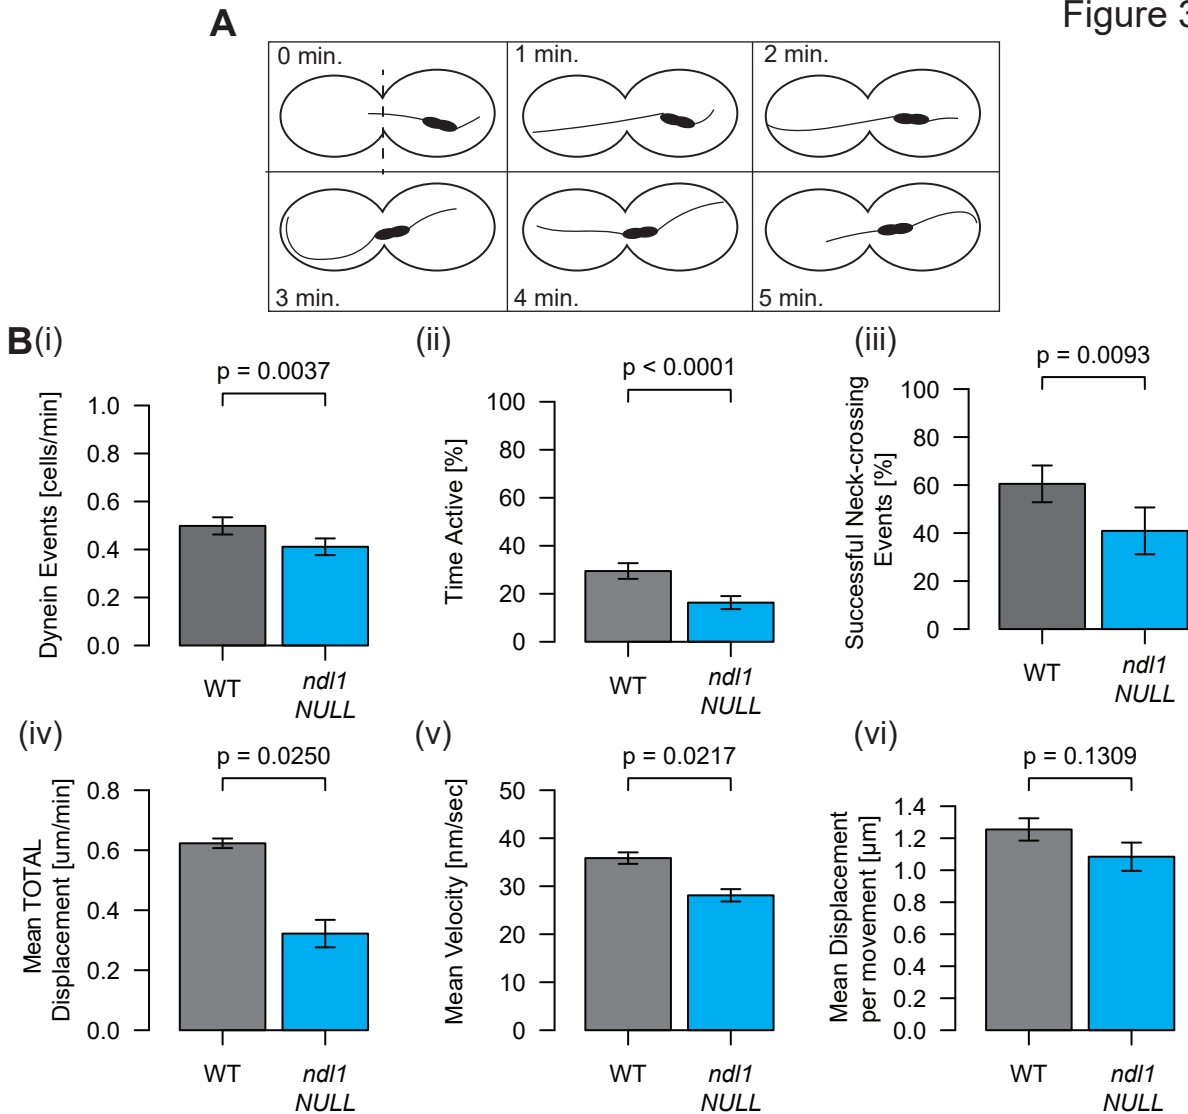 Figure 3
A
0 min.
1 min.
2 min.
3 min.
4 min.
5 min.
B(i)
p = 0.0037
Dynein Events [cells/min]
1.0
0.8
0.6
0.4
0.2
0.0
WT
ndl1
NULL
(ii)
p < 0.0001
Time Active [%]
100
80
60
40
20
0
WT
ndl1
NULL
(iii)
p = 0.0093
Successful Neck-crossing
Events [%]
100
80
60
40
20
0
WT
ndl1
NULL
(iv)
p = 0.0250
Mean TOTAL
Displacement [um/min]
0.8
0.6
0.4
0.2
0.0
WT
ndl1
NULL
(v)
p = 0.0217
Mean Velocity [nm/sec]
50
40
30
20
10
0
WT
ndl1
NULL
(vi)
p = 0.1309
Mean Displacement
per movement [µm]
1.4
1.2
1.0
0.8
0.6
0.4
0.2
0.0
WT
ndl1
NULL